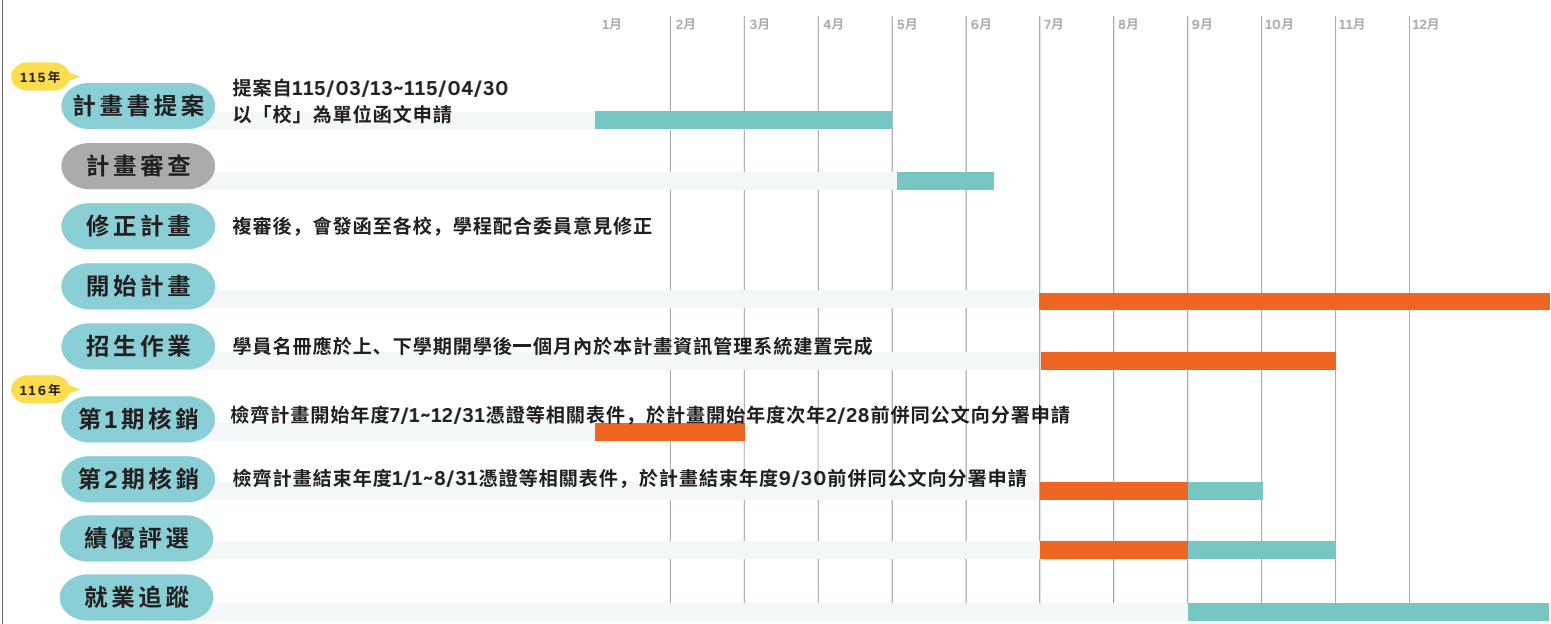 1月 2月 3月 4月 5月 6月 7月 8月 9月 10月 11月 12月
115年
計畫書提案
提案自115/03/13~115/04/30
以「校」為單位函文申請
計畫審查
修正計畫
複審後，會發函至各校，學程配合委員意見修正
開始計畫
招生作業
學員名冊應於上、下學期開學後一個月內於本計畫資訊管理系統建置完成
116年
第1期核銷
檢齊計畫開始年度7/1~12/31憑證等相關表件，於計畫開始年度次年2/28前併同公文向分署申請
第2期核銷
檢齊計畫結束年度1/1~8/31憑證等相關表件，於計畫結束年度9/30前併同公文向分署申請
績優評選
就業追蹤